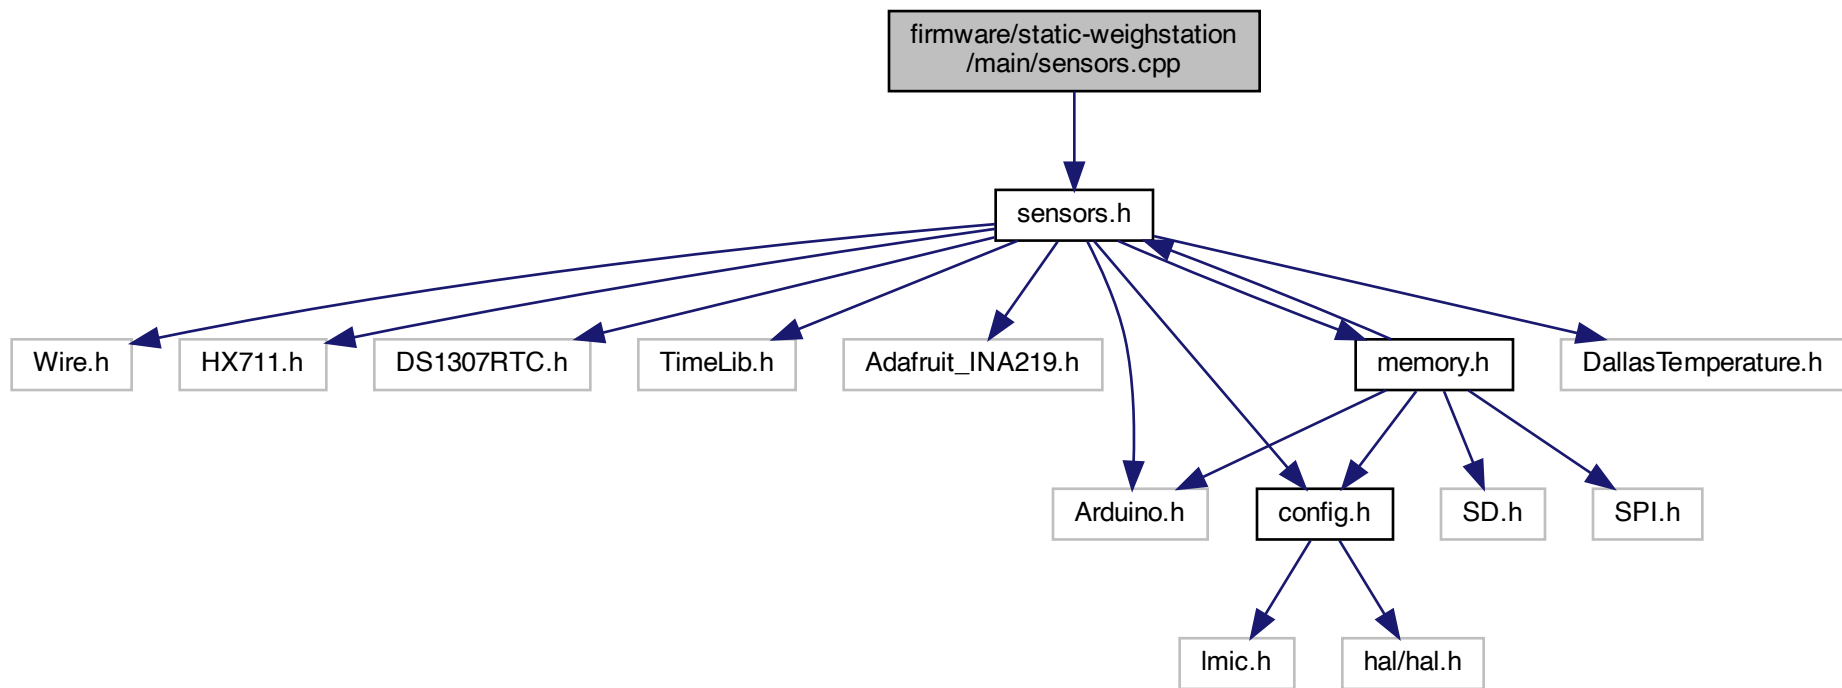 firmware/static-weighstation
/main/sensors.cpp
sensors.h
Wire.h
HX711.h
DS1307RTC.h
TimeLib.h
Adafruit_INA219.h
memory.h
DallasTemperature.h
Arduino.h
config.h
SD.h
SPI.h
lmic.h
hal/hal.h